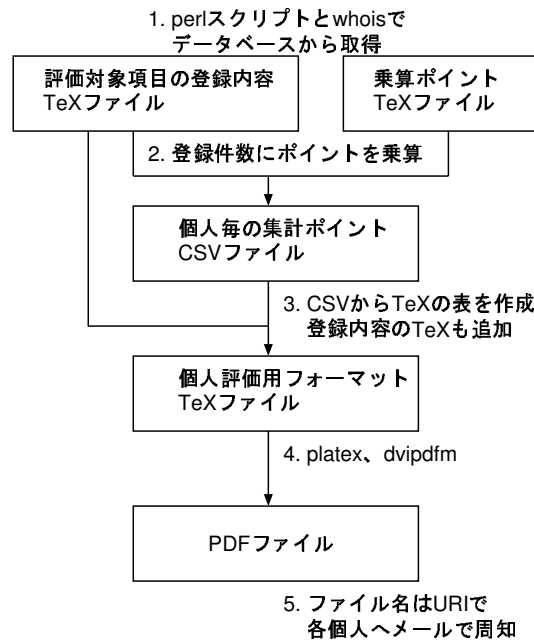 1. perlスクリプトとwhoisで
データベースから取得
評価対象項目の登録内容
TeXファイル
乗算ポイント
TeXファイル
2. 登録件数にポイントを乗算
個人毎の集計ポイント
CSVファイル
3. CSVからTeXの表を作成
登録内容のTeXも追加
個人評価用フォーマット
TeXファイル
4. platex、dvipdfm
PDFファイル
5. ファイル名はURIで
各個人へメールで周知